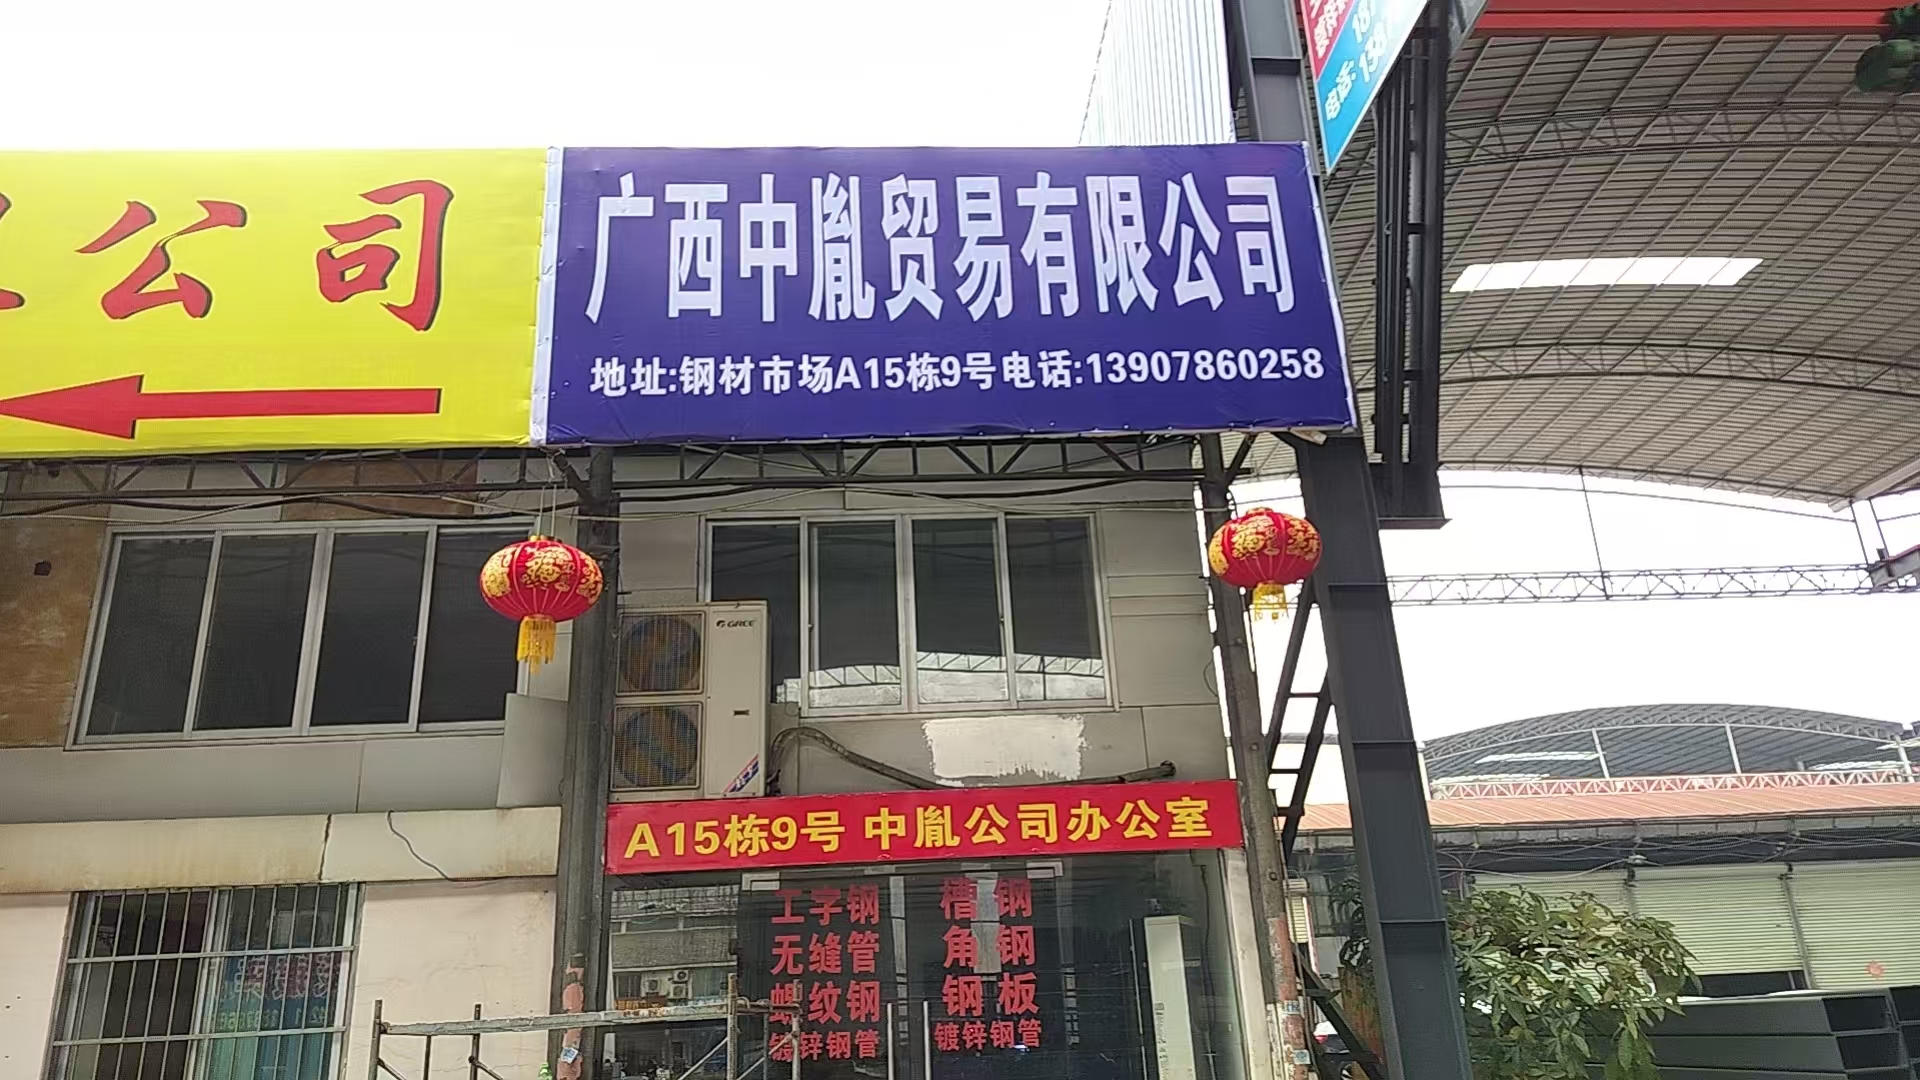 公司
广西中胤贸易有限公司
地址:钢材市场A15栋9号电话:13907860258
电话:
GREE
A15栋9号 中胤公司办公室
工字钢
无缝管
螺纹钢
镀锌钢管
槽钢
角钢
钢板
镀锌钢管